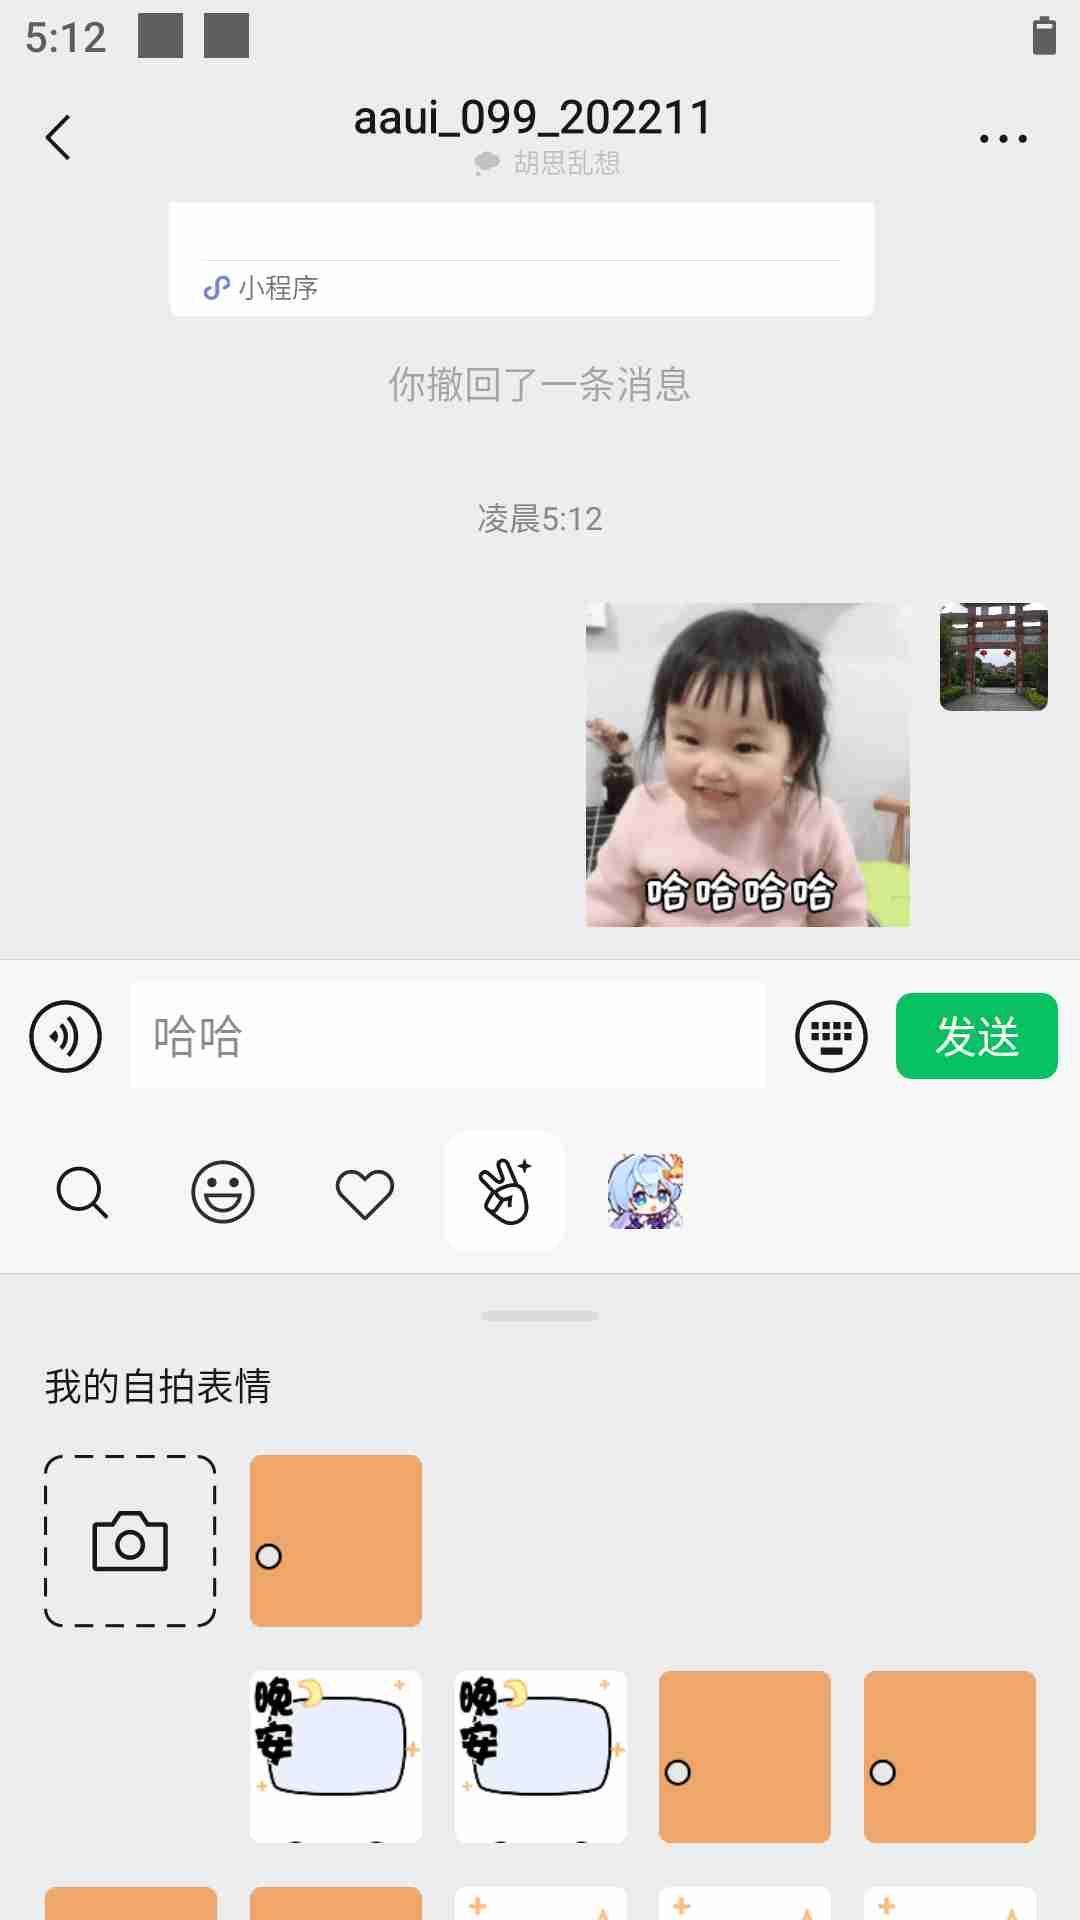 5:12
aaui_099_202211
胡思乱想
小程序
你撤回了一条消息
凌晨5:12
哈哈哈哈
哈哈
发送
我的自拍表情
晚安
晚安